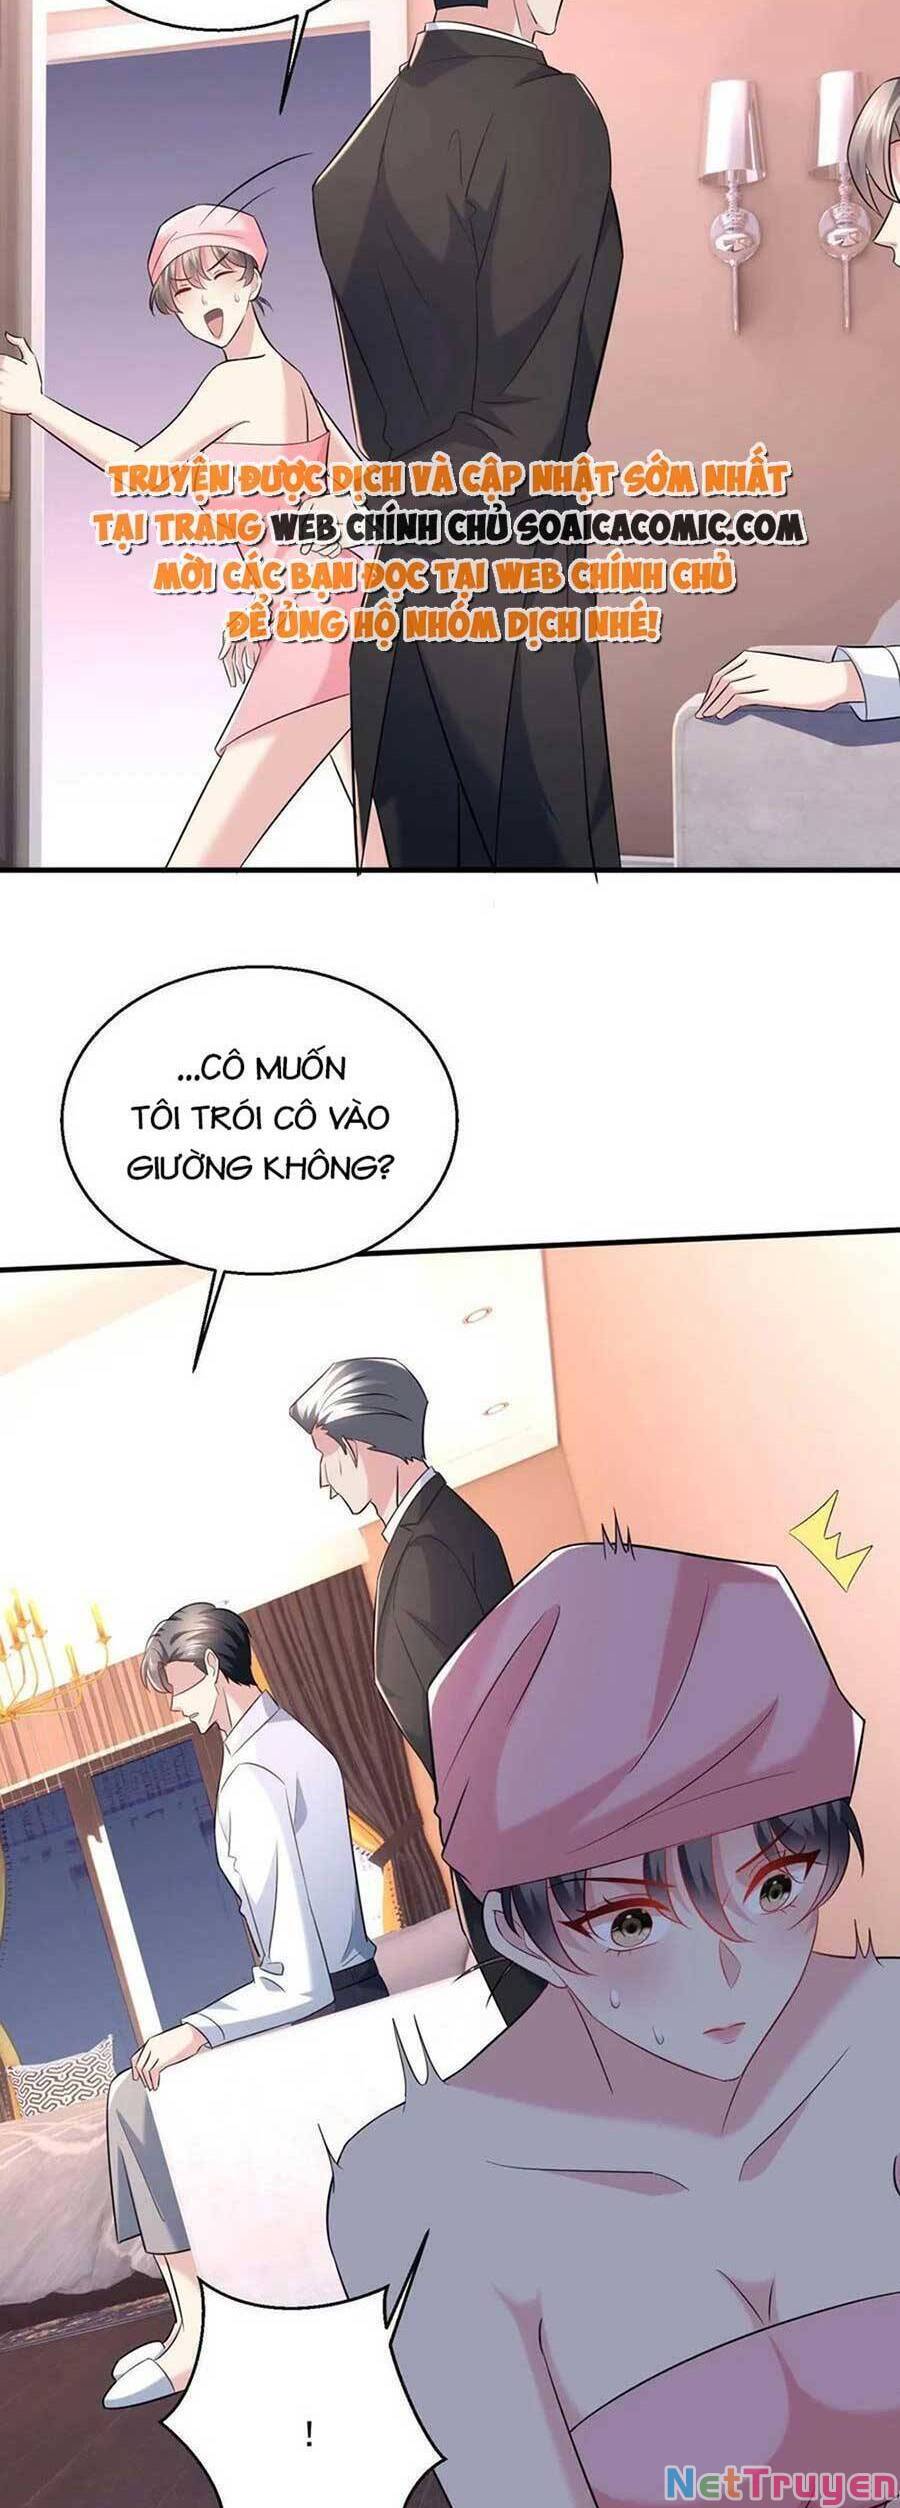 TRUYỆN ĐƯỢC DỊCH VÀ CẬP NHẬT SỚM NHẤT
TẠI TRANG WEB CHÍNH CHỦ SOAICACOMIC.COM
MỜI CÁC BẠN ĐỌC TẠI WEB CHÍNH CHỦ
ĐỂ ỦNG HỘ NHÓM DỊCH NHÉ!
...CÔ MUỐN
TÔI TRÓI CÔ VÀO
GIƯỜNG KHÔNG?
!
NetTruyen